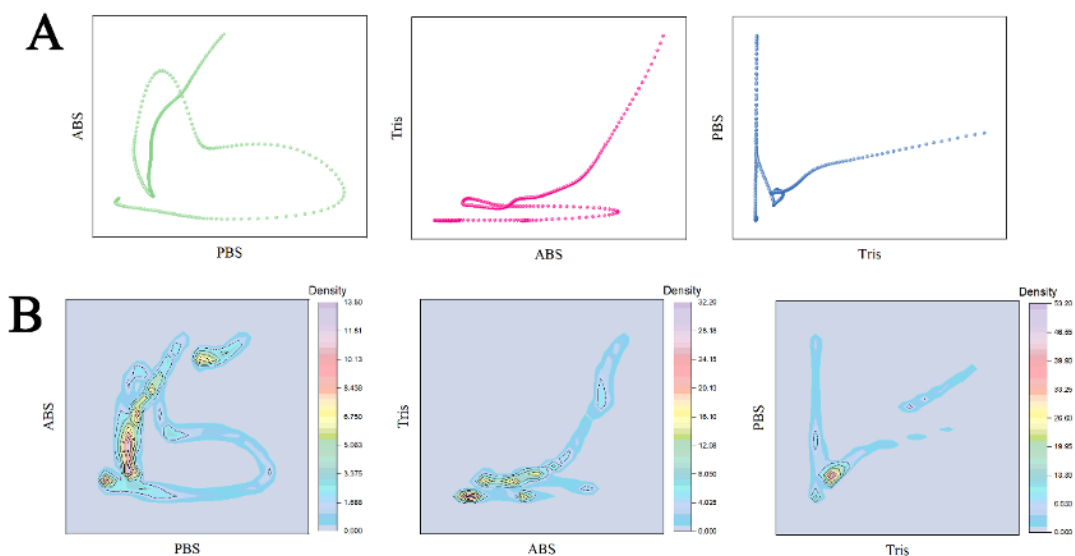 A
ABS
PBS
Tris
ABS
PBS
Tris
B
Density
13.50
11.81
10.13
8.438
6.750
5.063
3.375
1.688
0.000
ABS
PBS
Density
32.20
28.18
24.15
20.13
16.10
12.08
8.050
4.025
0.000
Tris
ABS
Density
53.20
46.55
39.90
33.25
26.60
19.95
13.30
6.650
0.000
PBS
Tris